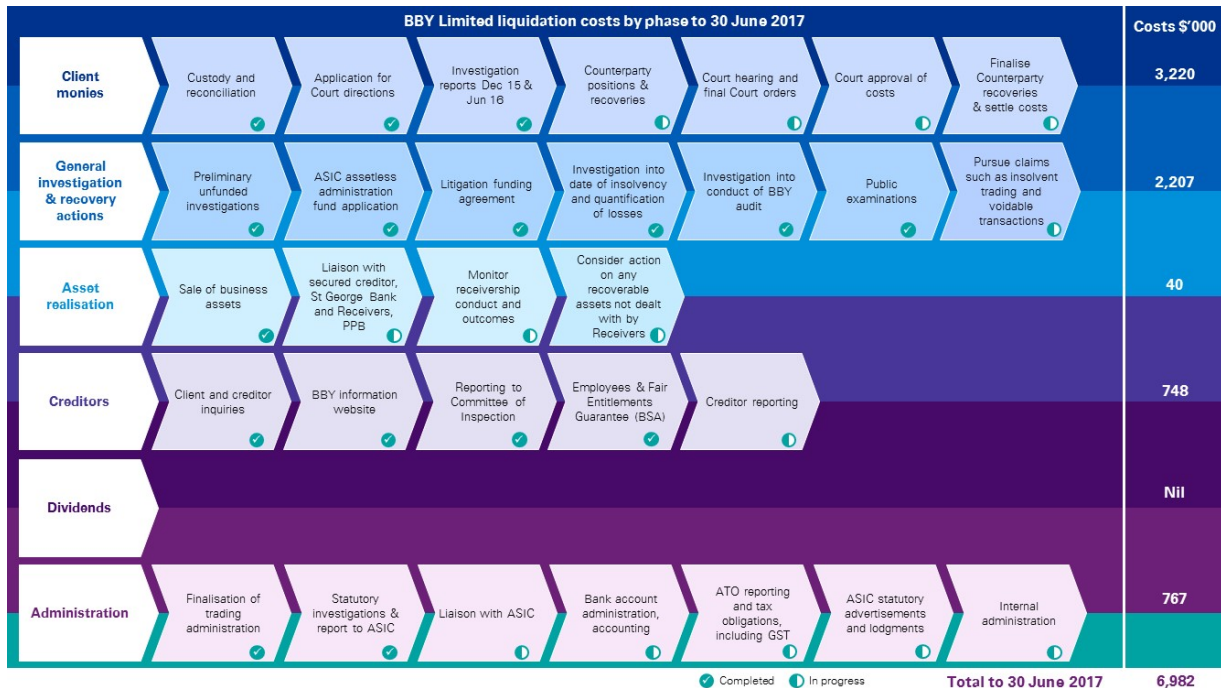 BBY Limited liquidation costs by phase to 30 June 2017
Costs $'000
Client
monies
Custody and
reconciliation
Application for
Court directions
Investigation
reports Dec 15 &
Jun 16
Counterparty
positions &
recoveries
Court hearing and
final Court orders
Court approval of
costs
Finalise
Counterparty
recoveries
& settle costs
3,220
General
investigation
& recovery
actions
Preliminary
unfunded
investigations
ASIC assetless
administration
fund application
Litigation funding
agreement
Investigation into
date of insolvency
and quantification
of losses
Investigation into
conduct of BBY
audit
Public
examinations
Pursue claims
such as insolvent
trading and
voidable
transactions
2,207
Asset
realisation
Sale of business
assets
Liaison with
secured creditor,
St George Bank
and Receivers,
PPB
Monitor
receivership
conduct and
outcomes
Consider action
on any
recoverable
assets not dealt
with by
Receivers
40
Creditors
Client and creditor
inquiries
BBY information
website
Reporting to
Committee of
Inspection
Employees & Fair
Entitlements
Guarantee (BSA)
Creditor reporting
748
Dividends
Nil
Administration
Finalisation of
trading
administration
Statutory
investigations &
report to ASIC
Liaison with ASIC
Bank account
administration,
accounting
ATO reporting
and tax
obligations,
including GST
ASIC statutory
advertisements
and lodgments
Internal
administration
767
Completed
In progress
Total to 30 June 2017
6,982